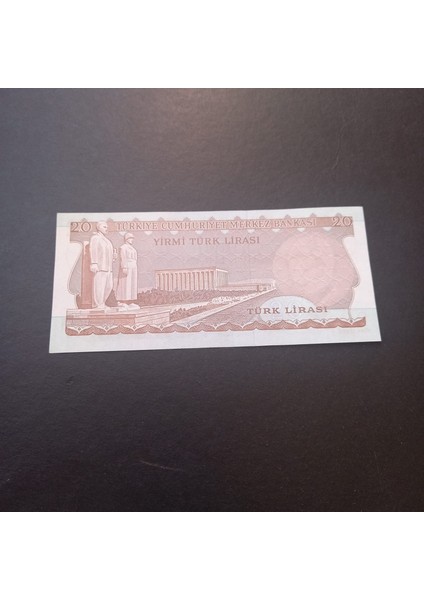 20 TÜRKİYE CUMHURİYET MERKEZ BANKASI 20
YİRMİ TÜRK LİRASI
TÜRK LİRASI